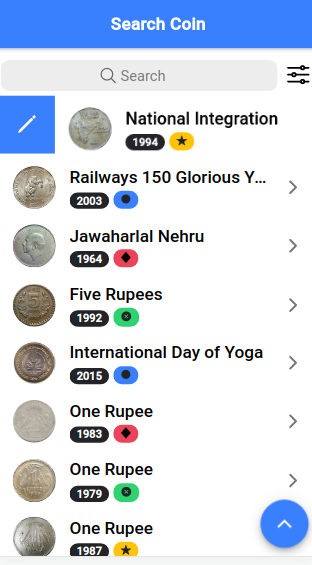 Search Coin
Search
National Integration
1994
Railways 150 Glorious Y...
2003
Jawaharlal Nehru
1964
Five Rupees
1992
International Day of Yoga
2015
One Rupee
1983
One Rupee
1979
One Rupee
1987